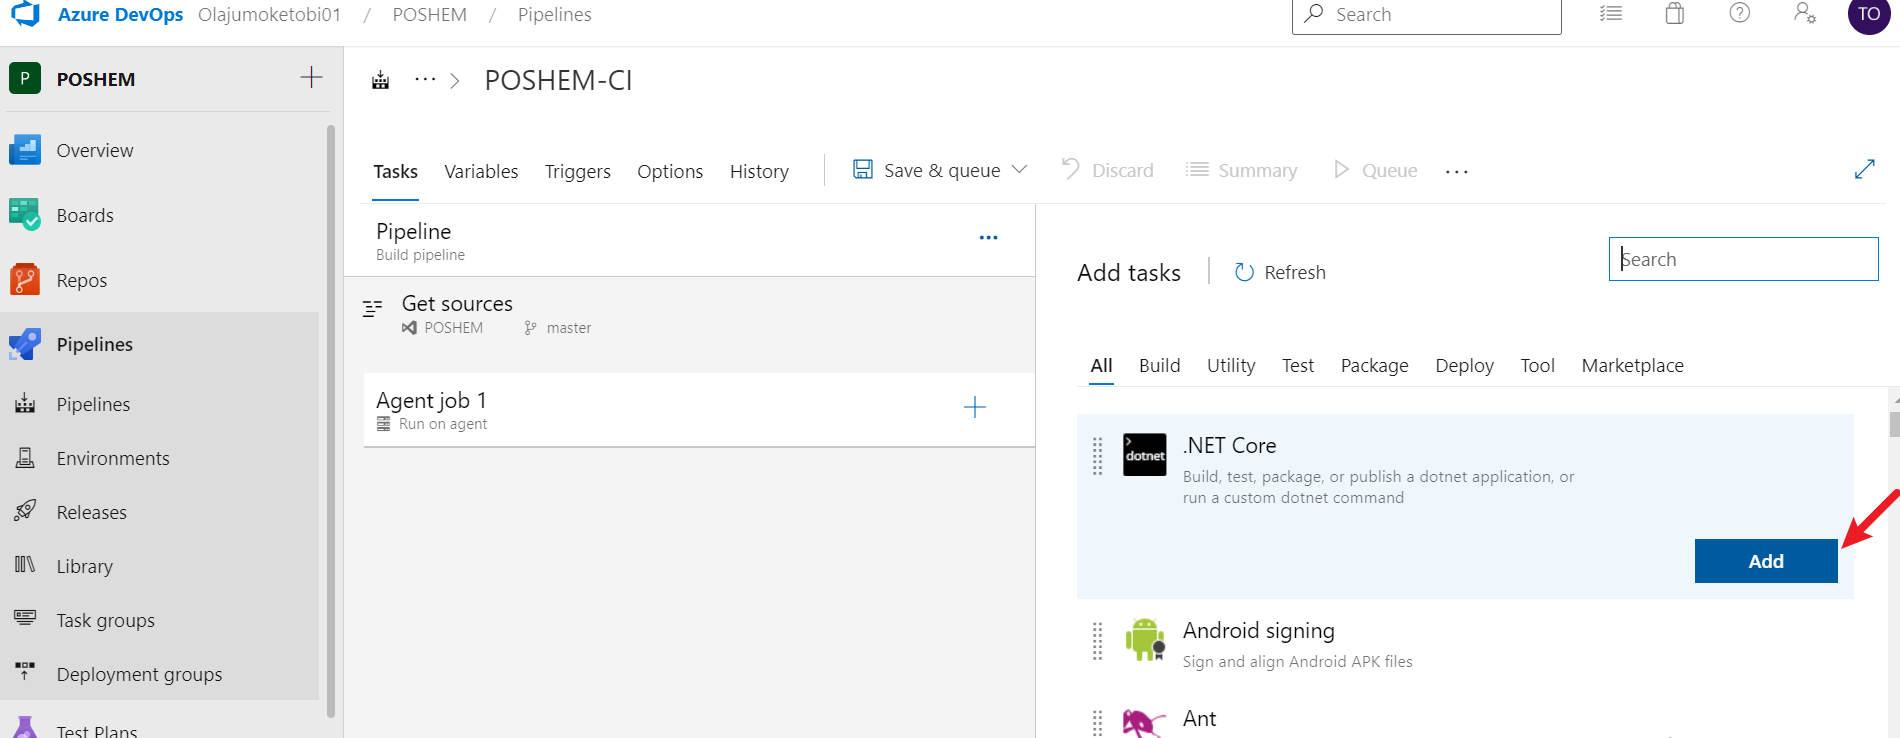 Azure DevOps Olajumoketobi01 / POSHEM / Pipelines
Search
TO
P POSHEM
Overview
Boards
Repos
Pipelines
Pipelines
Environments
Releases
Library
Task groups
Deployment groups
Test Plans
... > POSHEM-CI
Tasks Variables Triggers Options History Save & queue Discard Summary Queue ...
Pipeline
Build pipeline
...
Get sources
POSHEM master
Agent job 1
Run on agent
Add tasks Refresh
Search
All Build Utility Test Package Deploy Tool Marketplace
dotnet
.NET Core
Build, test, package, or publish a dotnet application, or
run a custom dotnet command
Add
Android signing
Sign and align Android APK files
Ant